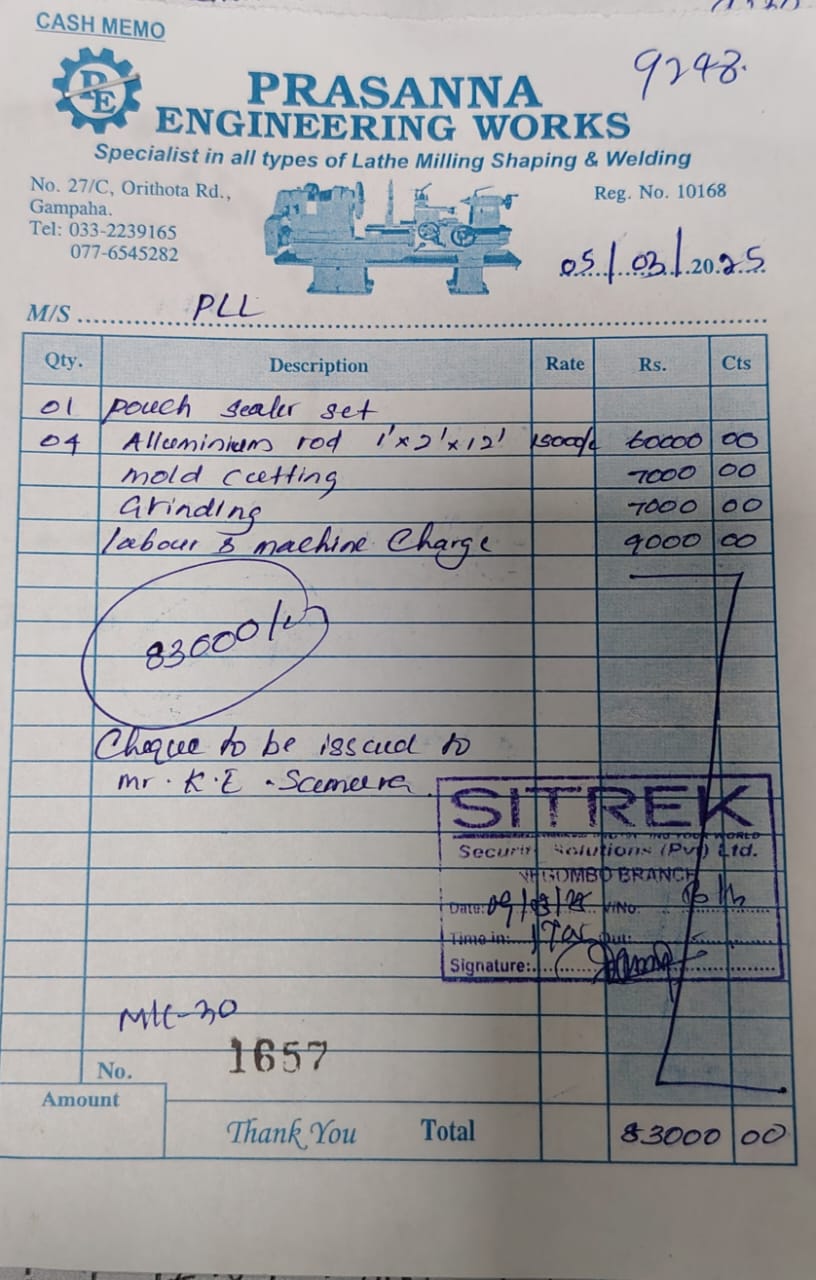 CASH MEMO
9248.
PE
PRASANNA
ENGINEERING WORKS
Specialist in all types of Lathe Milling Shaping & Welding
No. 27/C, Orithota Rd.,
Gampaha.
Tel: 033-2239165
077-6545282
Reg. No. 10168
05/03/2025
M/S PLL
Qty. Description Rate Rs. Cts
01 pouch sealer set
04 Alluminium rod 1'x2'x12' 15000/- 60000 00
mold cutting 7000 00
Grinding 7000 00
labour & machine Charge 9000 00
83000/-
Cheque to be issued to
mr. K.E. Sameera
SITREK
Security Solutions (Pvt) Ltd.
NEGOMBO BRANCH
Date: 09/03/25 V/No.
Time in: Out:
Signature:
MLC-30
No. 1657
Amount
Thank You Total 83000 00